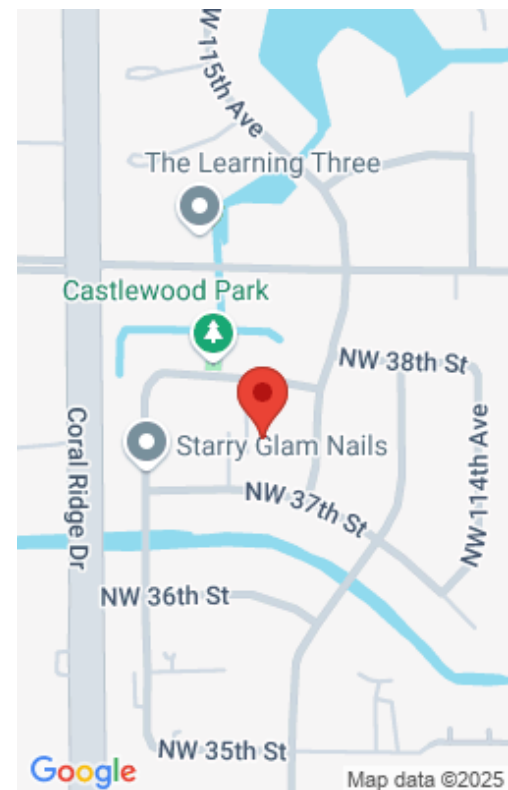 NW 115th Ave
The Learning Three
Castlewood Park
NW 38th St
Coral Ridge Dr
Starry Glam Nails
NW 114th Ave
NW 37th St
NW 36th St
NW 35th St
Google
Map data ©2025